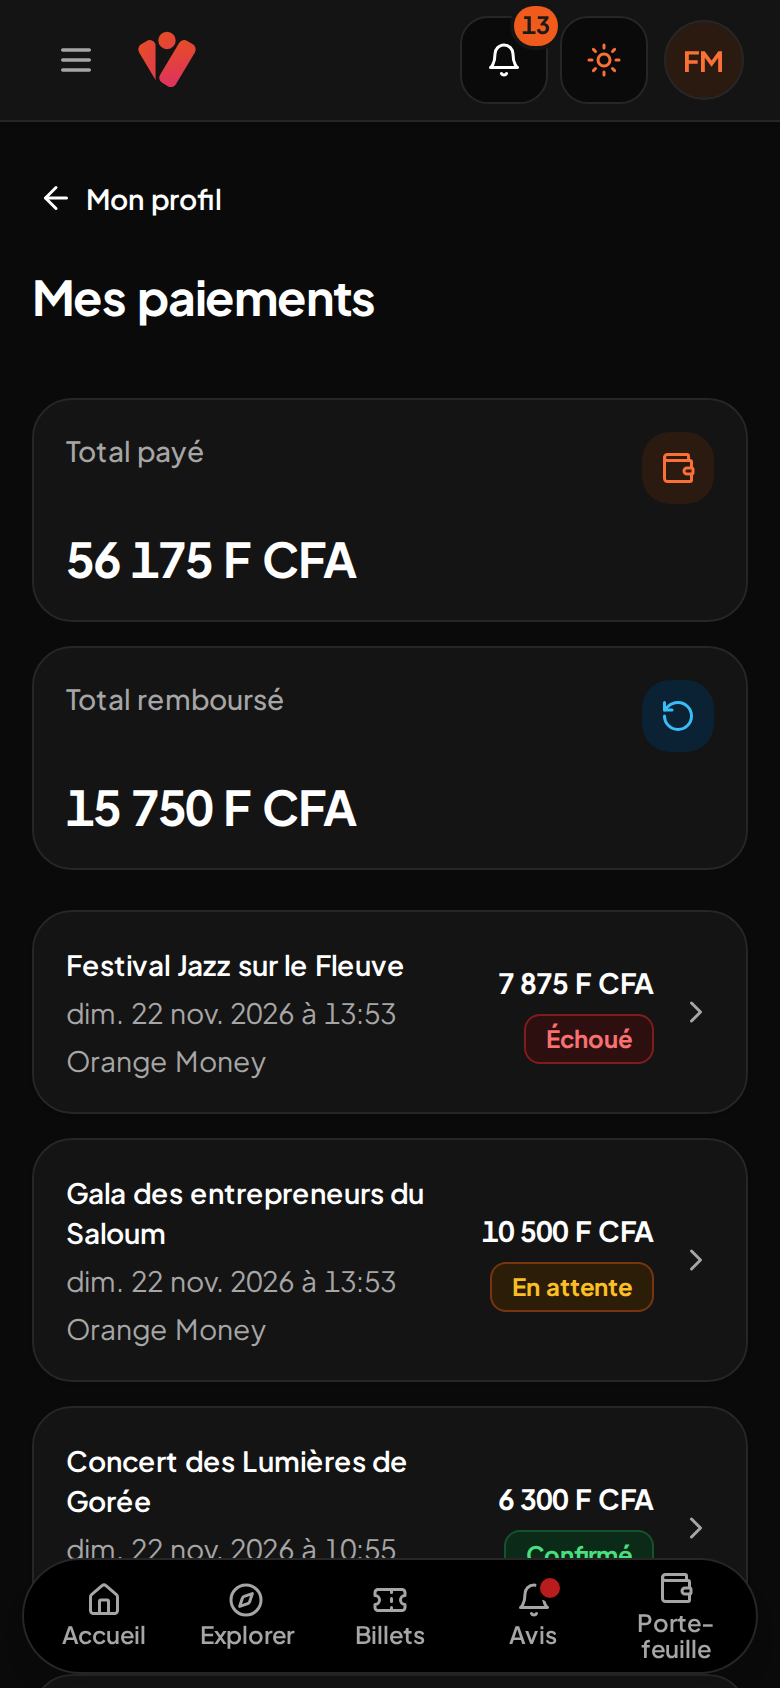 13
FM
Mon profil
Mes paiements
Total payé
56 175 F CFA
Total remboursé
15 750 F CFA
Festival Jazz sur le Fleuve
dim. 22 nov. 2026 à 13:53
Orange Money
7 875 F CFA
Échoué
Gala des entrepreneurs du
Saloum
dim. 22 nov. 2026 à 13:53
Orange Money
10 500 F CFA
En attente
Concert des Lumières de
Gorée
dim. 22 nov. 2026 à 10:55
6 300 F CFA
Confirmé
Accueil
Explorer
Billets
Avis
Porte-
feuille